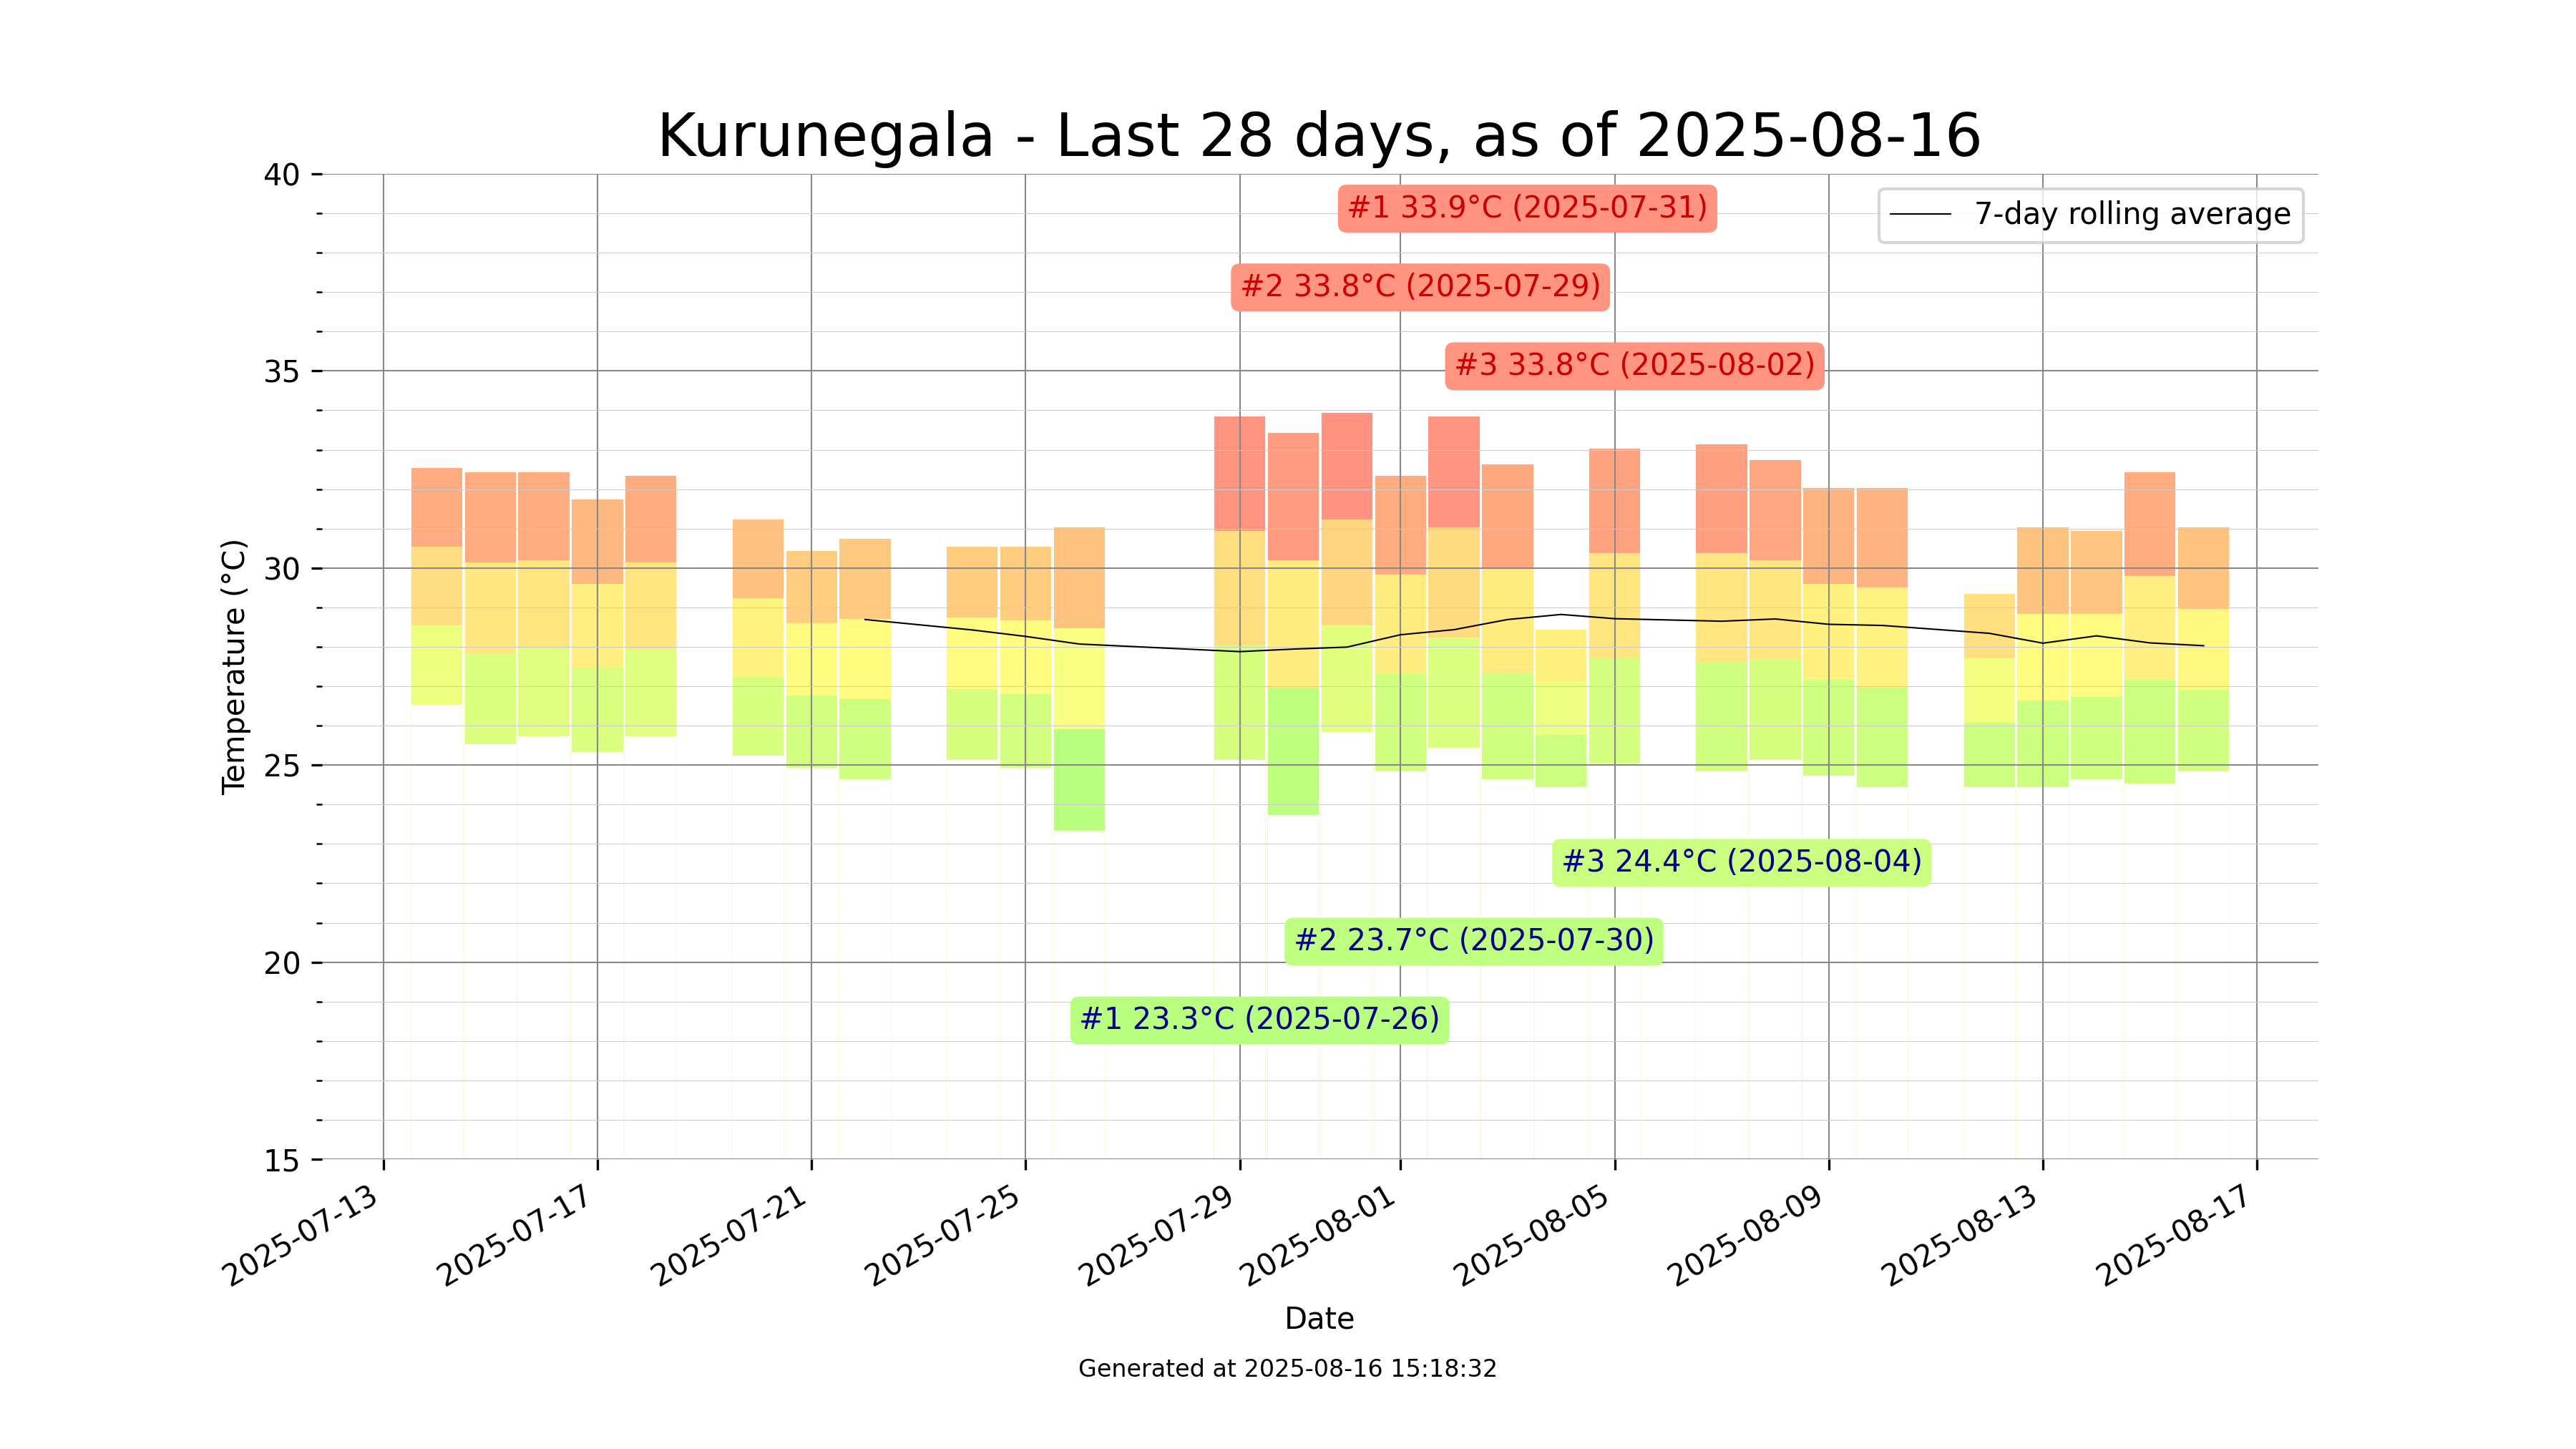 Kurunegala - Last 28 days, as of 2025-08-16
7-day rolling average
#1 33.9°C (2025-07-31)
#2 33.8°C (2025-07-29)
#3 33.8°C (2025-08-02)
#3 24.4°C (2025-08-04)
#2 23.7°C (2025-07-30)
#1 23.3°C (2025-07-26)
Temperature (°C)
40
35
30
25
20
15
2025-07-13
2025-07-17
2025-07-21
2025-07-25
2025-07-29
2025-08-01
2025-08-05
2025-08-09
2025-08-13
2025-08-17
Date
Generated at 2025-08-16 15:18:32